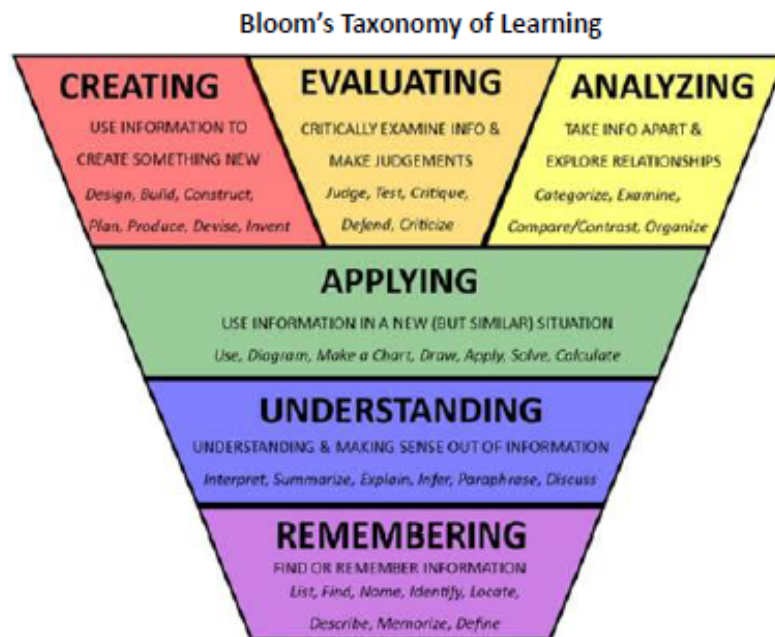 Bloom's Taxonomy of Learning
CREATING
USE INFORMATION TO
CREATE SOMETHING NEW
Design, Build, Construct,
Plan, Produce, Devise, Invent
EVALUATING
CRITICALLY EXAMINE INFO &
MAKE JUDGEMENTS
Judge, Test, Critique,
Defend, Criticize
ANALYZING
TAKE INFO APART &
EXPLORE RELATIONSHIPS
Categorize, Examine,
Compare/Contrast, Organize
APPLYING
USE INFORMATION IN A NEW (BUT SIMILAR) SITUATION
Use, Diagram, Make a Chart, Draw, Apply, Solve, Calculate
UNDERSTANDING
UNDERSTANDING & MAKING SENSE OUT OF INFORMATION
Interpret, Summarize, Explain, Infer, Paraphrase, Discuss
REMEMBERING
FIND OR REMEMBER INFORMATION
List, Find, Name, Identify, Locate,
Describe, Memorize, Define